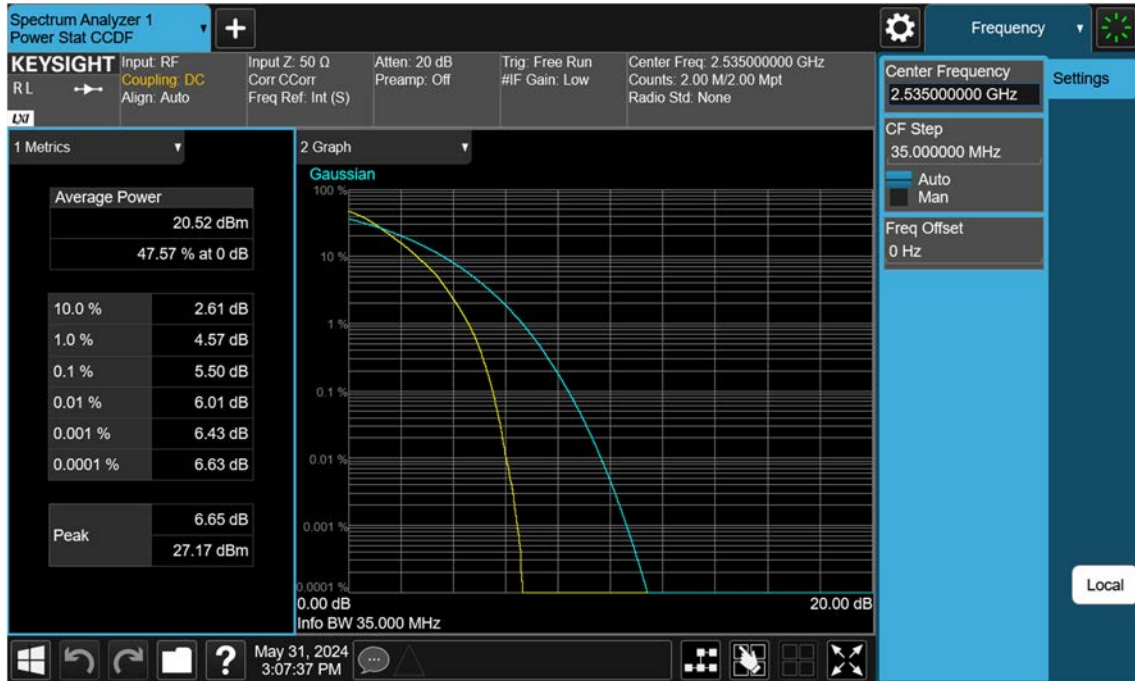 Spectrum Analyzer 1
Power Stat CCDF
+
Frequency
KEYSIGHT
R L
LXI
Input: RF
Coupling: DC
Align: Auto
Input Z: 50 Ω
Corr CCorr
Freq Ref: Int (S)
Atten: 20 dB
Preamp: Off
Trig: Free Run
#IF Gain: Low
Center Freq: 2.535000000 GHz
Counts: 2.00 M/2.00 Mpt
Radio Std: None
Center Frequency
2.535000000 GHz
Settings
CF Step
35.000000 MHz
Auto
Man
Freq Offset
0 Hz
Local
1 Metrics
Average Power
20.52 dBm
47.57 % at 0 dB
10.0 % 2.61 dB
1.0 % 4.57 dB
0.1 % 5.50 dB
0.01 % 6.01 dB
0.001 % 6.43 dB
0.0001 % 6.63 dB
Peak
6.65 dB
27.17 dBm
2 Graph
Gaussian
100 %
10 %
1 %
0.1 %
0.01 %
0.001 %
0.0001 %
0.00 dB 20.00 dB
Info BW 35.000 MHz
?
May 31, 2024
3:07:37 PM